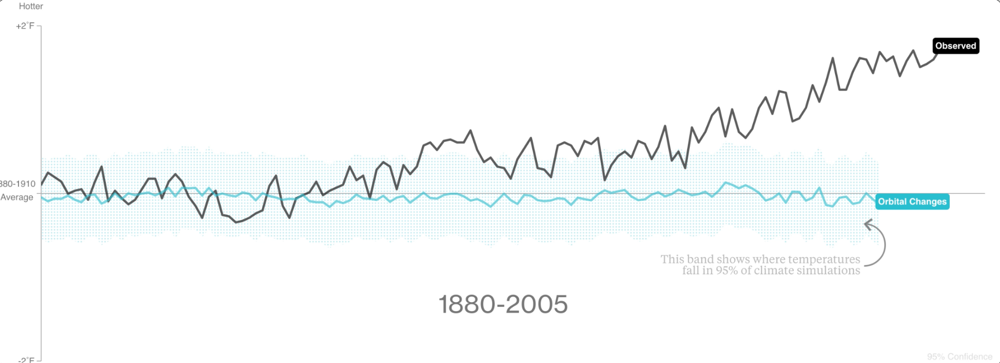 Hotter
+2°F
Observed
880-1910
Average
Orbital Changes
This band shows where temperatures
fall in 95% of climate simulations
1880-2005
-2°F
95% Confidence